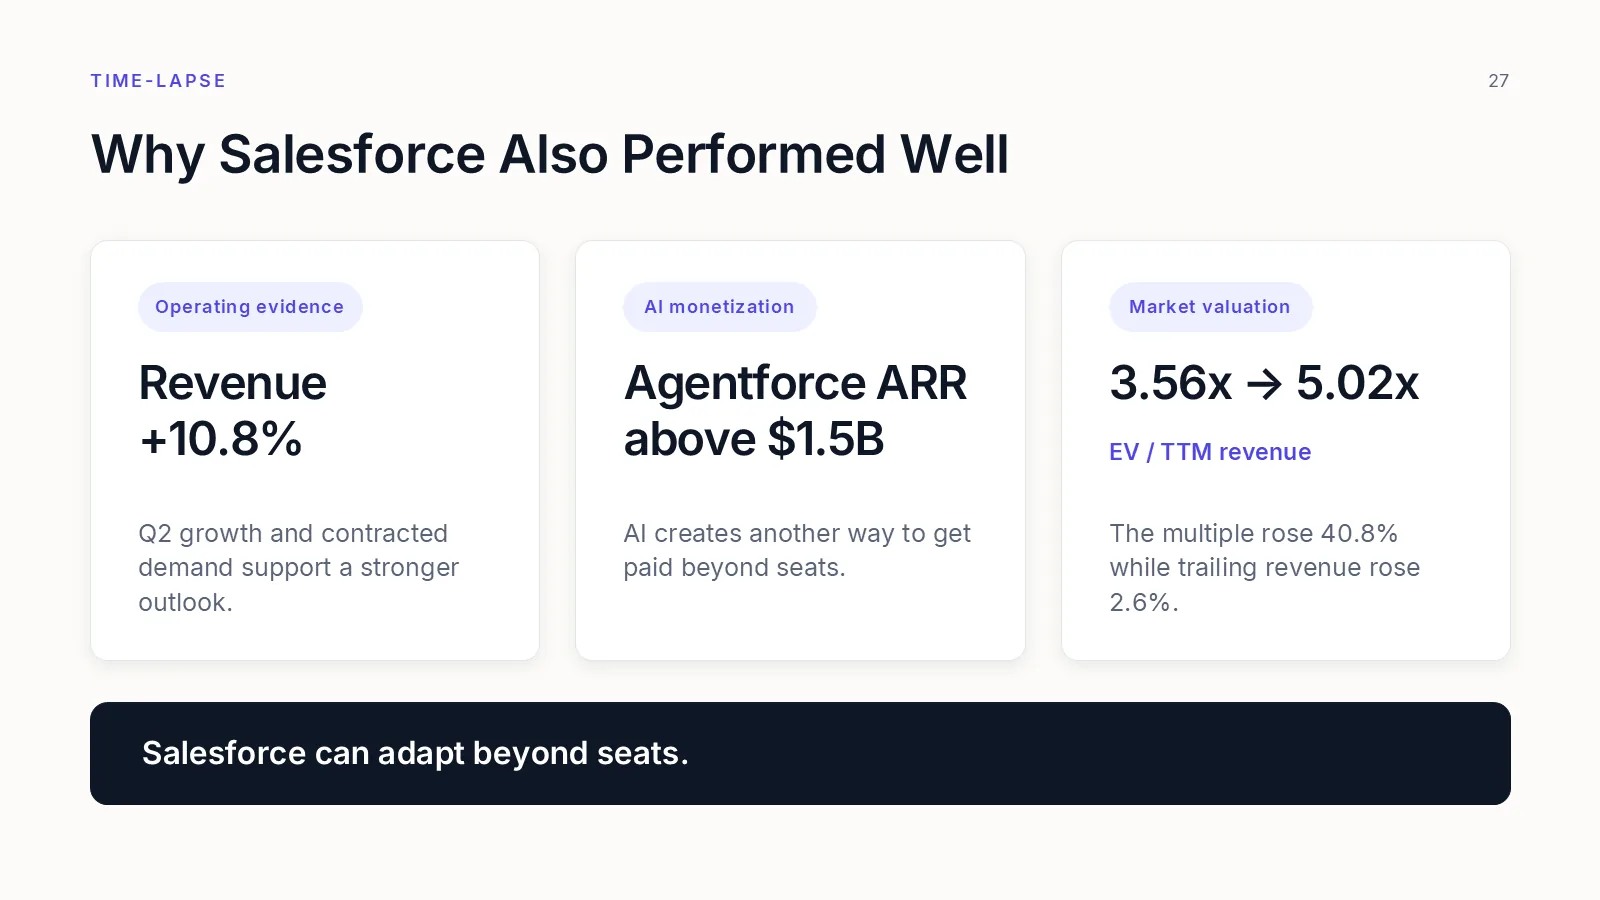 TIME-LAPSE
27
Why Salesforce Also Performed Well
Operating evidence
Revenue
+10.8%
Q2 growth and contracted
demand support a stronger
outlook.
AI monetization
Agentforce ARR
above $1.5B
AI creates another way to get
paid beyond seats.
Market valuation
3.56x → 5.02x
EV / TTM revenue
The multiple rose 40.8%
while trailing revenue rose
2.6%.
Salesforce can adapt beyond seats.